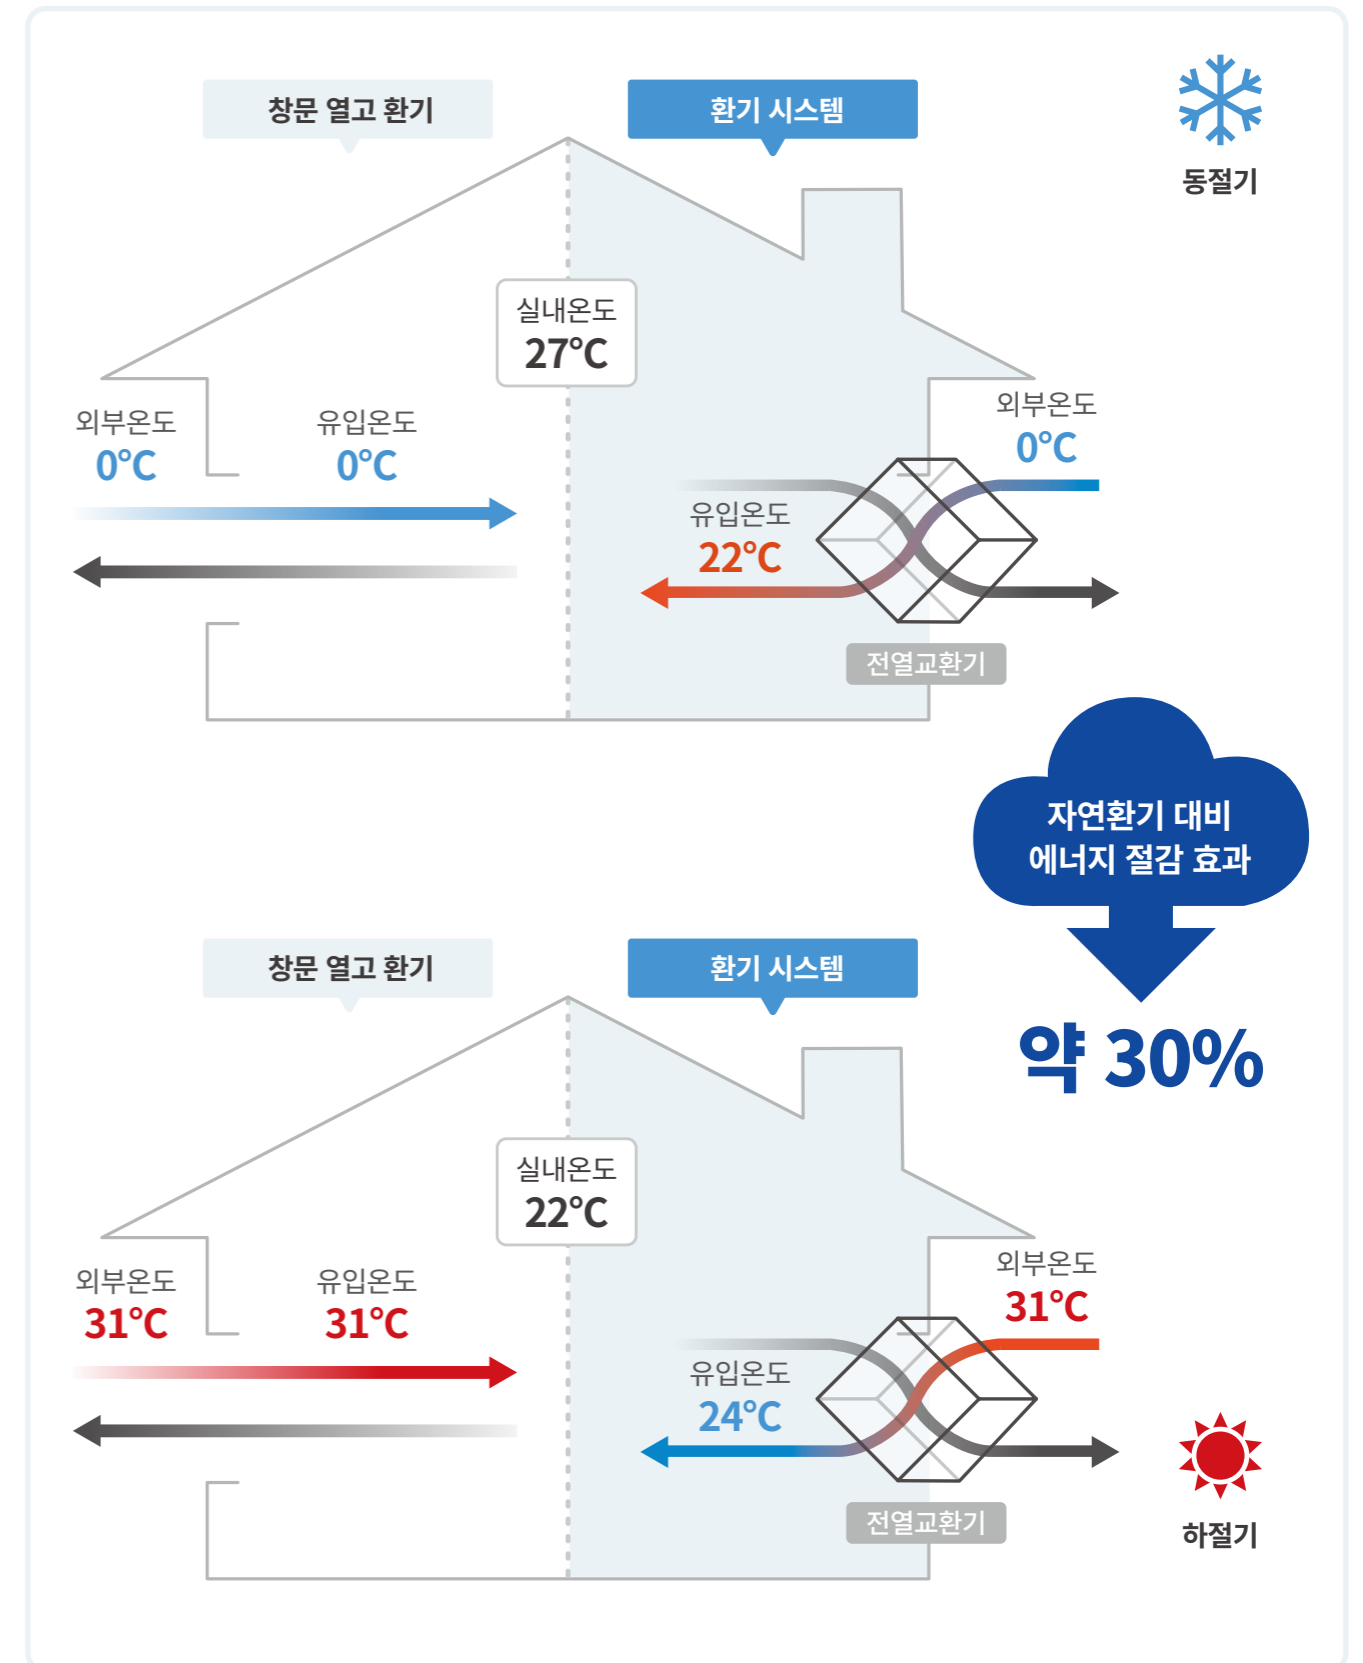 창문 열고 환기
환기 시스템
동절기
실내온도
27°C
외부온도
0°C
유입온도
0°C
외부온도
0°C
유입온도
22°C
전열교환기
자연환기 대비
에너지 절감 효과
약 30%
창문 열고 환기
환기 시스템
실내온도
22°C
외부온도
31°C
유입온도
31°C
외부온도
31°C
유입온도
24°C
전열교환기
하절기